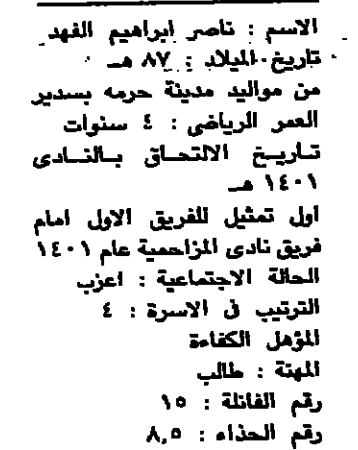 الاسم : ناصر ابراهيم الفهد
تاريخ الميلاد : ٨٧ هـ
من مواليد مدينة حرمه بسدير
العمر الرياضى : ٤ سنوات
تاريخ الالتحاق بالنادى
١٤٠١ هـ
اول تمثيل للفريق الاول امام
فريق نادى المزاحمية عام ١٤٠١
الحالة الاجتماعية : اعزب
الترتيب فى الاسرة : ٤
المؤهل الكفاءة
المهنة : طالب
رقم الفانلة : ١٥
رقم الحذاء : ٨,٥